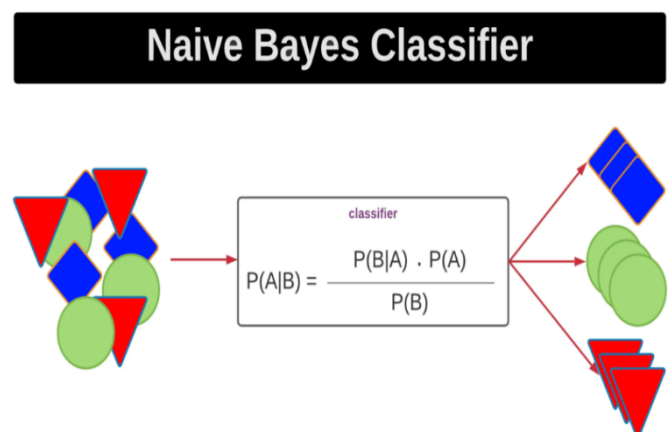 Naive Bayes Classifier
classifier
P(A|B) = P(B|A) . P(A)
P(B)